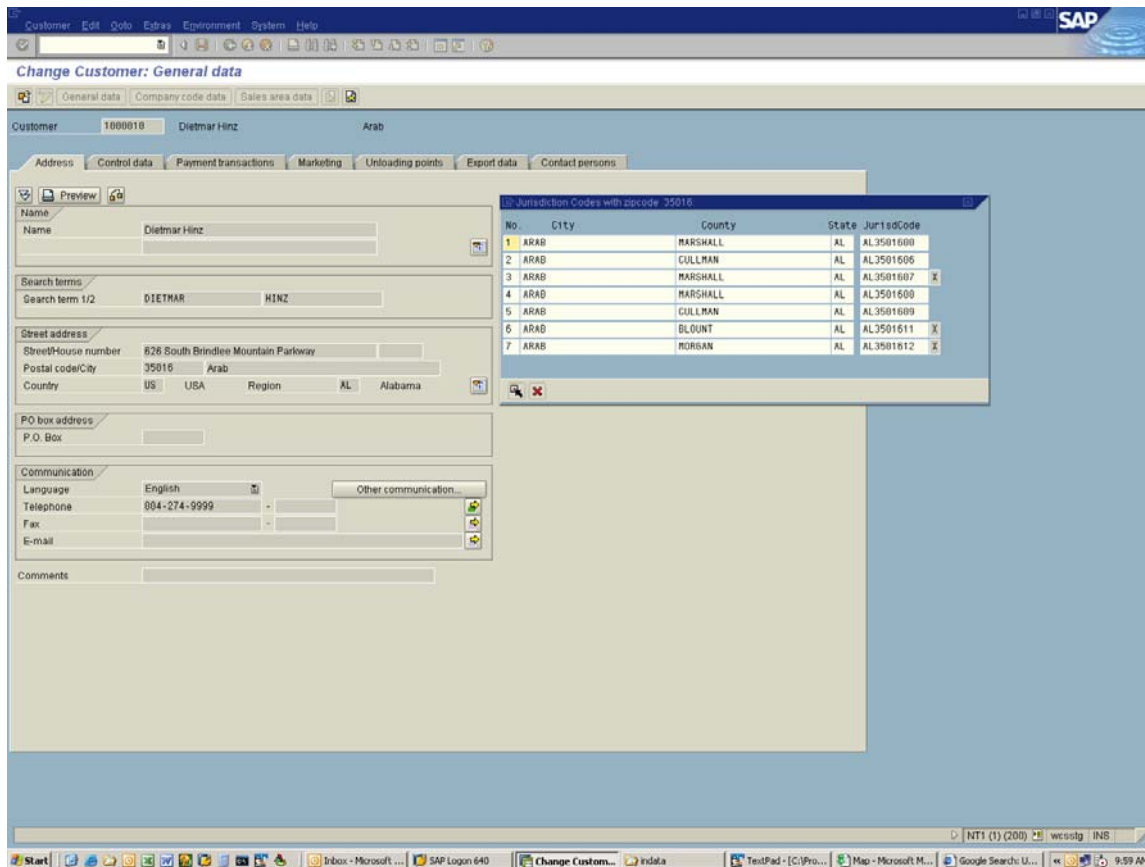 Customer Edit Goto Extras Environment System Help
SAP
Change Customer: General data
General data Company code data Sales area data
Customer 1000010 Dietmar Hinz Arab
Address Control data Payment transactions Marketing Unloading points Export data Contact persons
Preview
Name
Name Dietmar Hinz
Search terms
Search term 1/2 DIETMAR HINZ
Street address
Street/House number 626 South Brindlee Mountain Parkway
Postal code/City 35016 Arab
Country US USA Region AL Alabama
PO box address
P.O. Box
Communication
Language English Other communication...
Telephone 804-274-9999 -
Fax -
E-mail
Comments
Jurisdiction Codes with zipcode 35016
No. City County State JurisdCode
1 ARAB MARSHALL AL AL3501600
2 ARAB CULLMAN AL AL3501606
3 ARAB MARSHALL AL AL3501607 X
4 ARAB MARSHALL AL AL3501608
5 ARAB CULLMAN AL AL3501609
6 ARAB BLOUNT AL AL3501611 X
7 ARAB MORGAN AL AL3501612 X
NT1 (1) (200) wcsstg INS
Start Inbox - Microsoft ... SAP Logon 640 Change Custom... indata TextPad - [C:\Pro... Map - Microsoft M... Google Search: U... « 9:59 AM